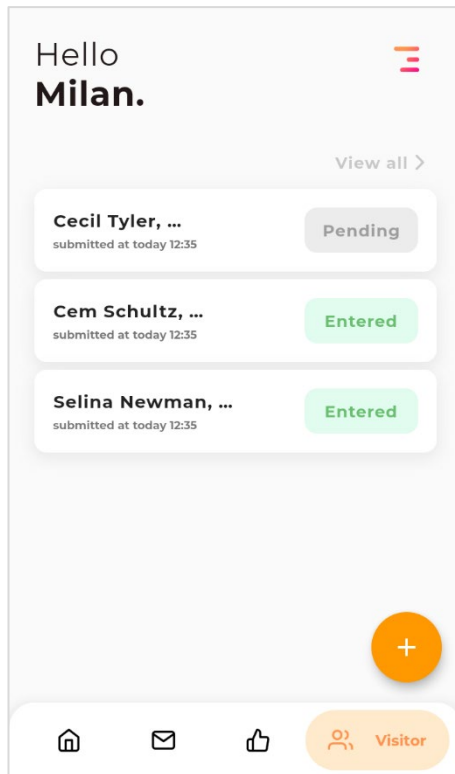 Hello
Milan.
View all
Cecil Tyler, ...
submitted at today 12:35
Pending
Cem Schultz, ...
submitted at today 12:35
Entered
Selina Newman, ...
submitted at today 12:35
Entered
+
Visitor